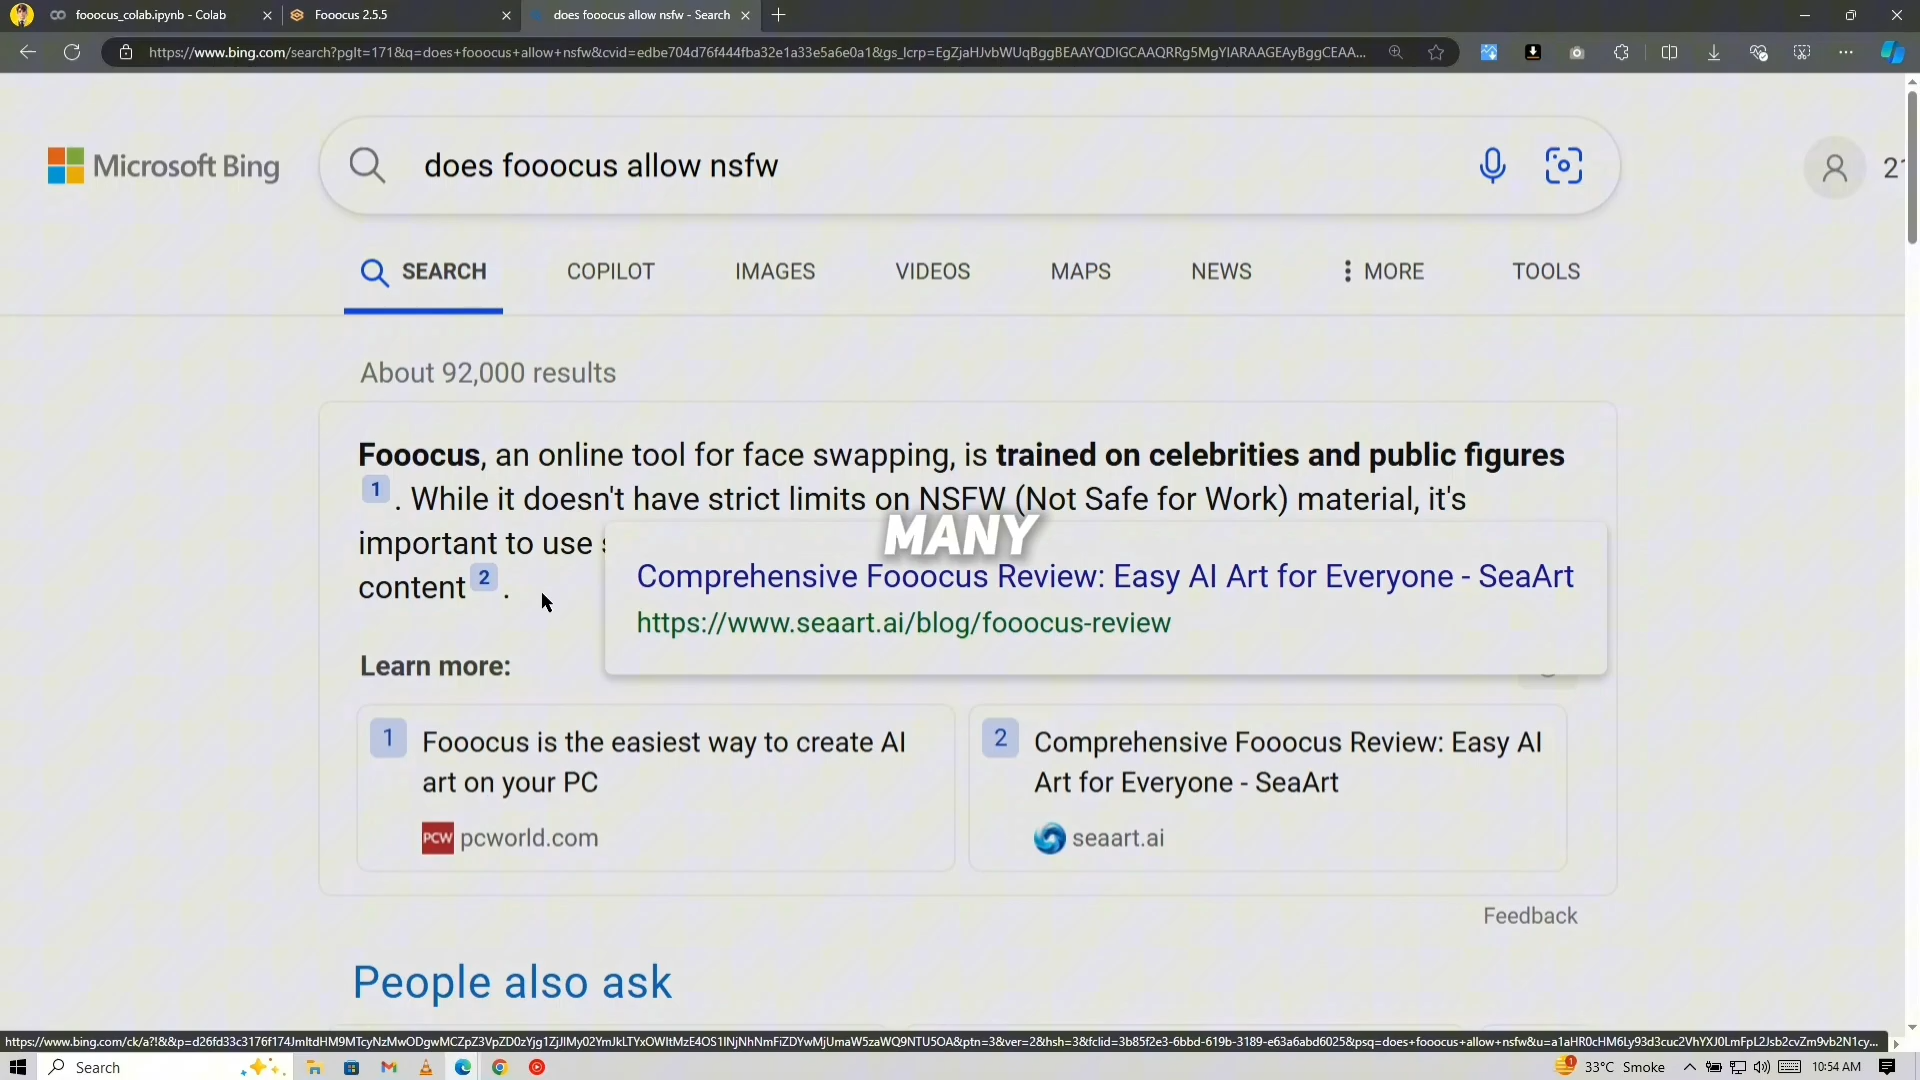 fooocus_colab.ipynb - Colab
Fooocus 2.5.5
does fooocus allow nsfw - Search
https://www.bing.com/search?pglt=171&q=does+fooocus+allow+nsfw&cvid=edbe704d76f444fba32e1a33e5a6e0a1&gs_lcrp=EgZjaHJvbWUqBggBEAAYQDIGCAAQRRg5MgYIARAAGEAyBggCEAA...
Microsoft Bing
does fooocus allow nsfw
SEARCH
COPILOT
IMAGES
VIDEOS
MAPS
NEWS
MORE
TOOLS
About 92,000 results
Fooocus, an online tool for face swapping, is trained on celebrities and public figures
1 . While it doesn't have strict limits on NSFW (Not Safe for Work) material, it's
important to use
MANY
content 2 .
Comprehensive Fooocus Review: Easy AI Art for Everyone - SeaArt
https://www.seaart.ai/blog/fooocus-review
Learn more:
1 Fooocus is the easiest way to create AI
art on your PC
PCW pcworld.com
2 Comprehensive Fooocus Review: Easy AI
Art for Everyone - SeaArt
seaart.ai
Feedback
People also ask
Search
1
33°C Smoke
10:54 AM